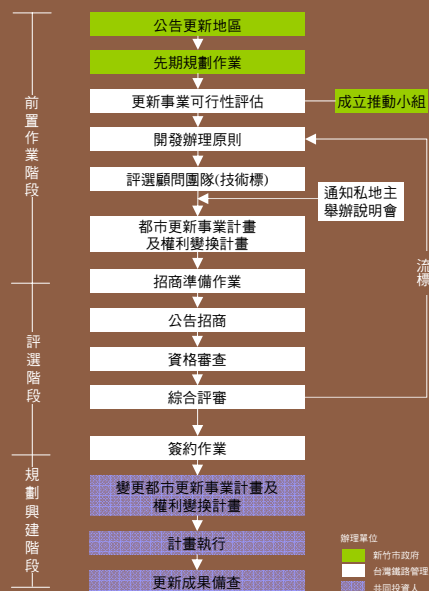 公告更新地區
先期規劃作業
前置作業階段
更新事業可行性評估
成立推動小組
開發辦理原則
評選顧問團隊(技術標)
通知私地主
舉辦說明會
都市更新事業計畫
及權利變換計畫
流標
招商準備作業
公告招商
評選階段
資格審查
綜合評審
簽約作業
規劃興建階段
變更都市更新事業計畫及
權利變換計畫
計畫執行
更新成果備查
辦理單位
新竹市政府
台灣鐵路管理
共同投資人